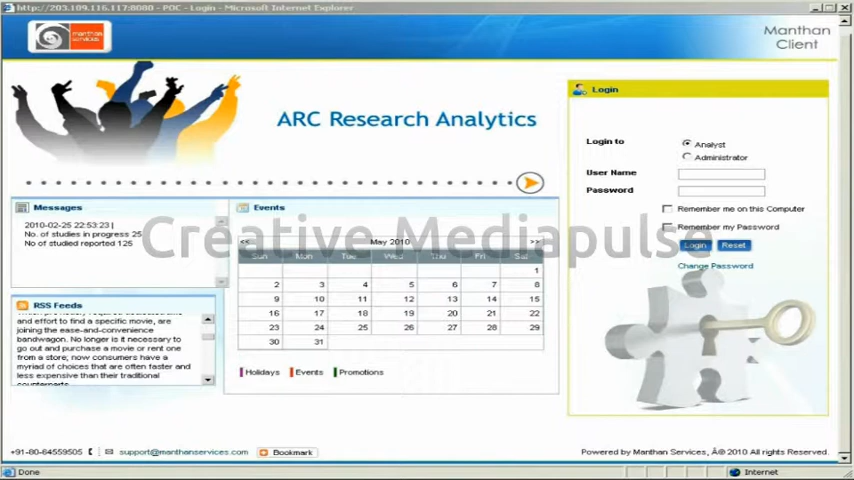 http://203.109.116.117:8080 - POC - Login - Microsoft Internet Explorer
manthan
services
Manthan
Client
ARC Research Analytics
Login
Login to
Analyst
Administrator
User Name
Password
Remember me on this Computer
Remember my Password
Login Reset
Change Password
Messages
2010-02-25 22:53:23|
No. of studies in progress 25
No of studied reported 125
RSS Feeds
and effort to find a specific movie, are
joining the ease-and-convenience
bandwagon. No longer is it necessary to
go out and purchase a movie or rent one
from a store; now consumers have a
myriad of choices that are often faster and
less expensive than their traditional
counterparts.
Events
<< May 2010 >>
Sun Mon Tue Wed Thu Fri Sat
1
2 3 4 5 6 7 8
9 10 11 12 13 14 15
16 17 18 19 20 21 22
23 24 25 26 27 28 29
30 31
Holidays Events Promotions
Creative Mediapulse
+91-80-64559505 support@manthanservices.com Bookmark
Powered by Manthan Services, Â® 2010 All rights Reserved.
Done
Internet